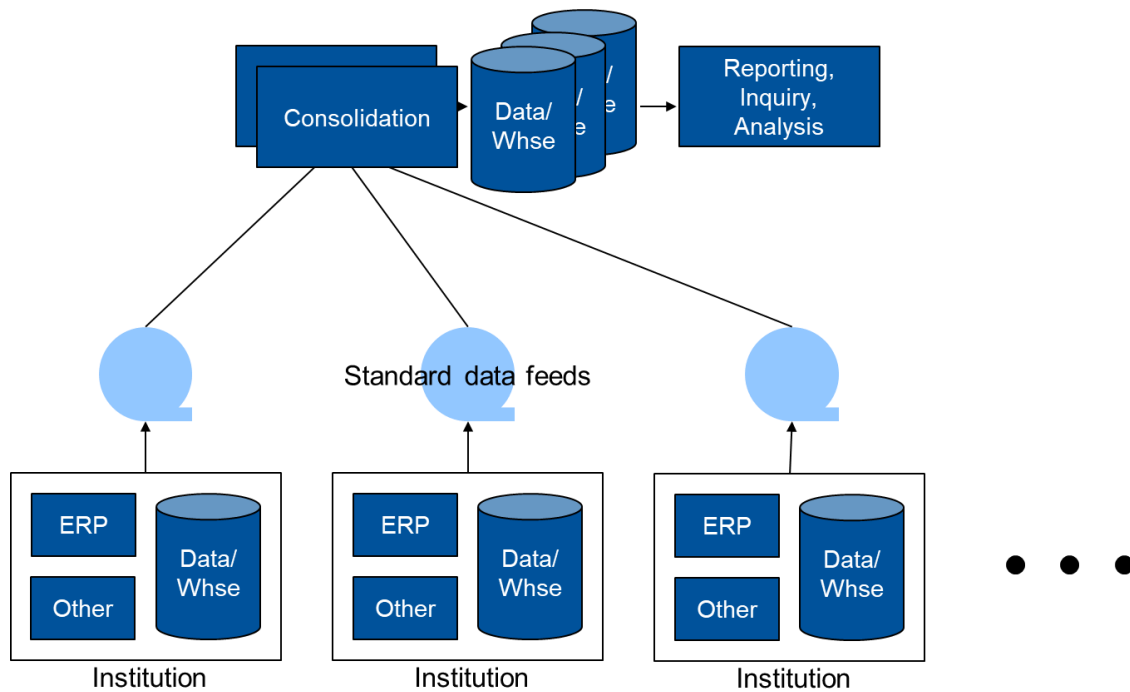 Consolidation
Data/
Whse
/
e
/
e
Reporting,
Inquiry,
Analysis
Standard data feeds
ERP
Other
Data/
Whse
Institution
ERP
Other
Data/
Whse
Institution
ERP
Other
Data/
Whse
Institution